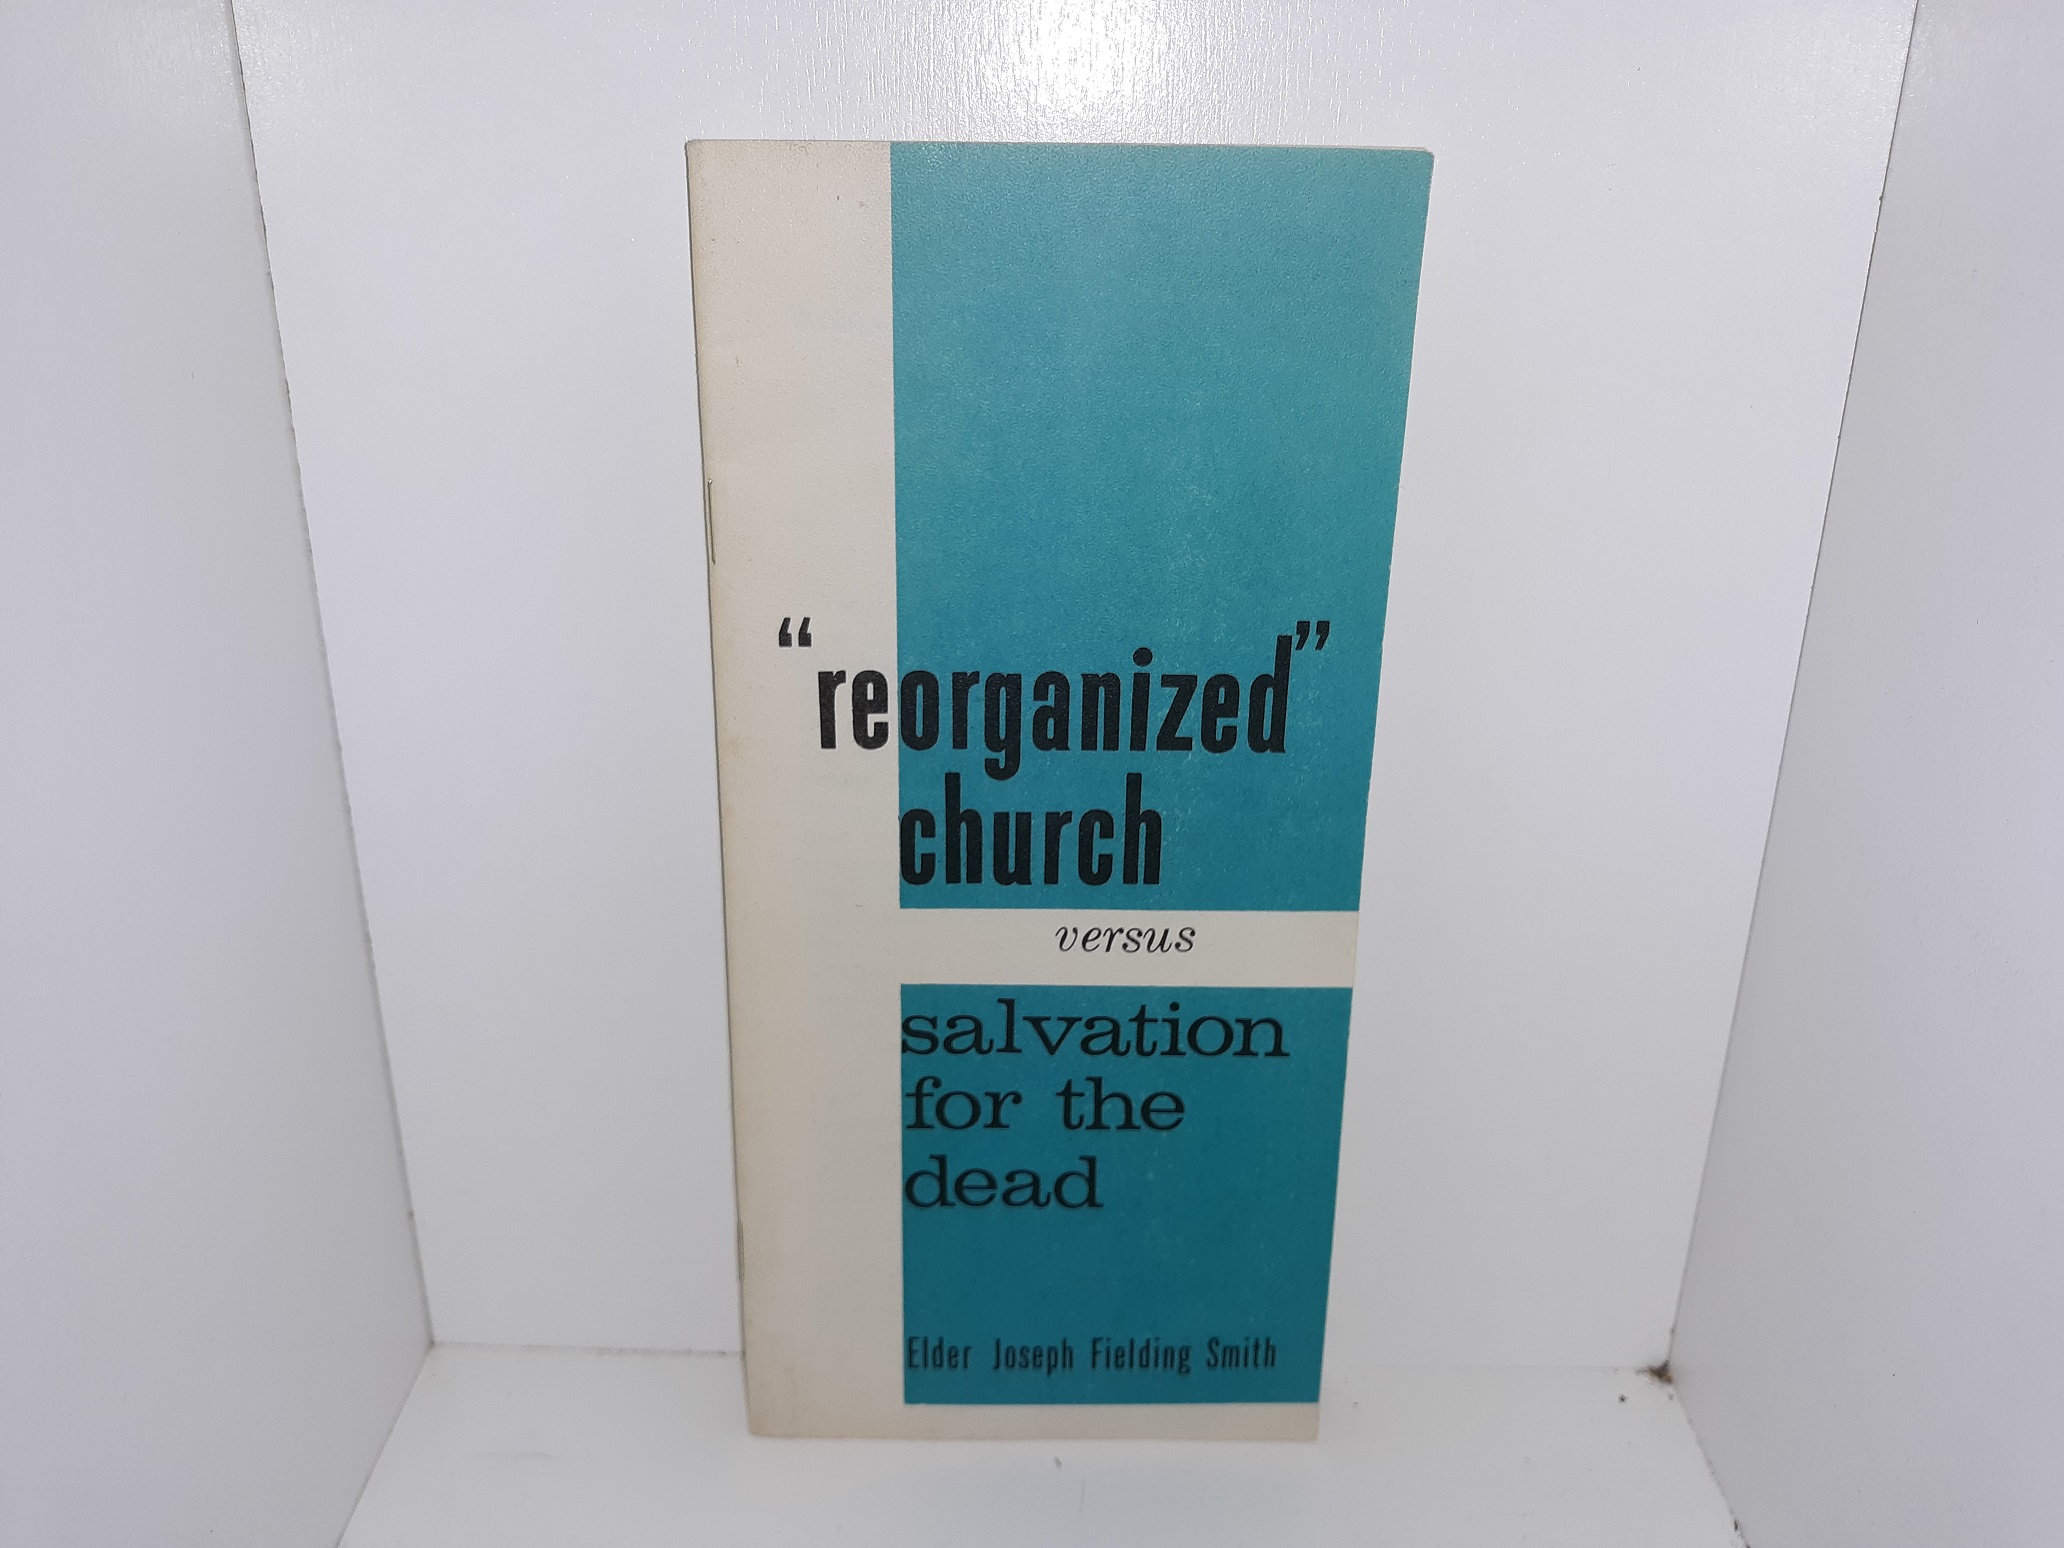 “reorganized”
church
versus
salvation
for the
dead
Elder Joseph Fielding Smith